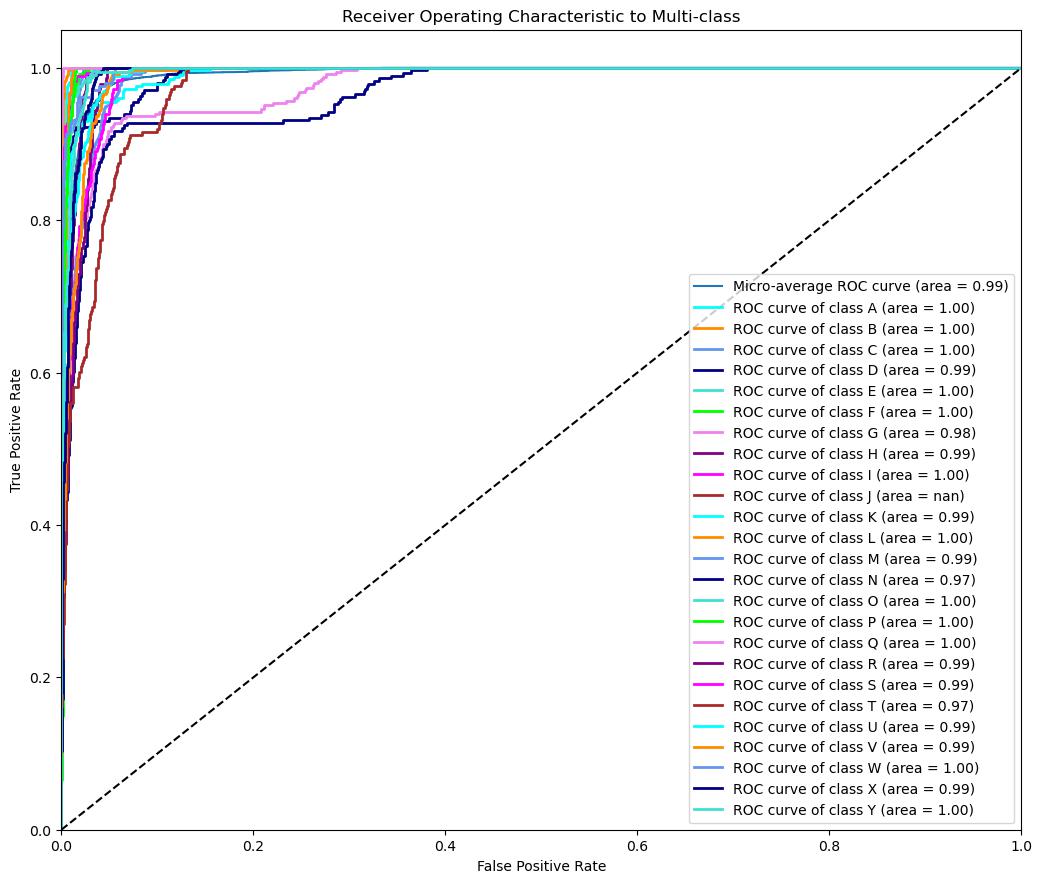 Receiver Operating Characteristic to Multi-class
1.0
0.8
0.6
0.4
0.2
0.0
True Positive Rate
Micro-average ROC curve (area = 0.99)
ROC curve of class A (area = 1.00)
ROC curve of class B (area = 1.00)
ROC curve of class C (area = 1.00)
ROC curve of class D (area = 0.99)
ROC curve of class E (area = 1.00)
ROC curve of class F (area = 1.00)
ROC curve of class G (area = 0.98)
ROC curve of class H (area = 0.99)
ROC curve of class I (area = 1.00)
ROC curve of class J (area = nan)
ROC curve of class K (area = 0.99)
ROC curve of class L (area = 1.00)
ROC curve of class M (area = 0.99)
ROC curve of class N (area = 0.97)
ROC curve of class O (area = 1.00)
ROC curve of class P (area = 1.00)
ROC curve of class Q (area = 1.00)
ROC curve of class R (area = 0.99)
ROC curve of class S (area = 0.99)
ROC curve of class T (area = 0.97)
ROC curve of class U (area = 0.99)
ROC curve of class V (area = 0.99)
ROC curve of class W (area = 1.00)
ROC curve of class X (area = 0.99)
ROC curve of class Y (area = 1.00)
0.0 0.2 0.4 0.6 0.8 1.0
False Positive Rate